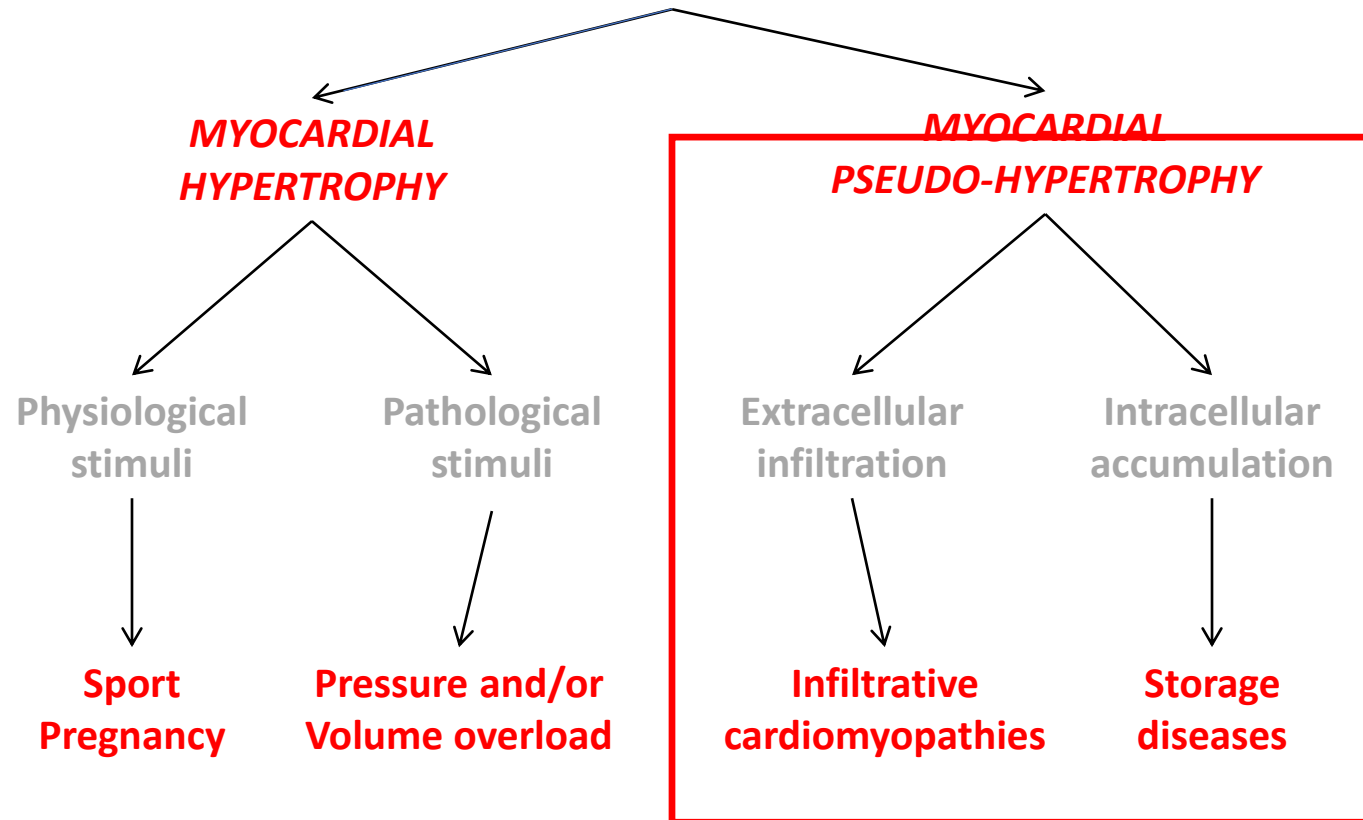 MYOCARDIAL
HYPERTROPHY
MYOCARDIAL
PSEUDO-HYPERTROPHY
Physiological
stimuli
Pathological
stimuli
Extracellular
infiltration
Intracellular
accumulation
Sport
Pregnancy
Pressure and/or
Volume overload
Infiltrative
cardiomyopathies
Storage
diseases